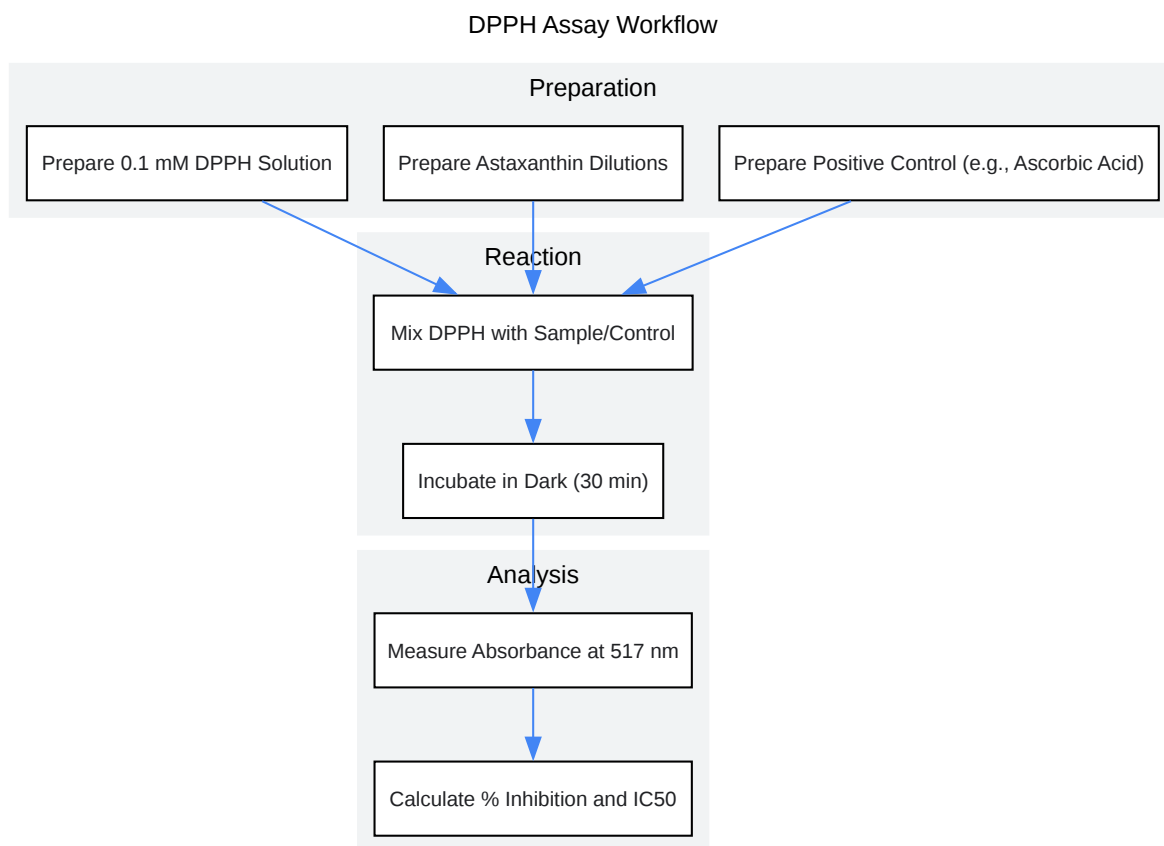 DPPH Assay Workflow
Preparation
Prepare 0.1 mM DPPH Solution
Prepare Astaxanthin Dilutions
Prepare Positive Control (e.g., Ascorbic Acid)
Reaction
Mix DPPH with Sample/Control
Incubate in Dark (30 min)
Analysis
Measure Absorbance at 517 nm
Calculate % Inhibition and IC50